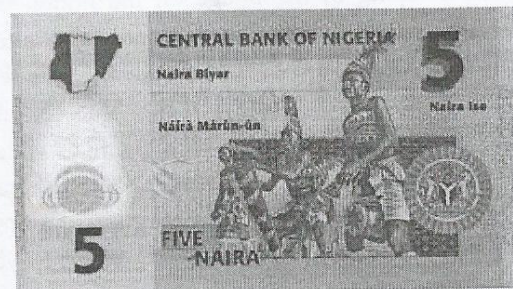 CENTRAL BANK OF NIGERIA
5
Naira Biyar
Naira Ise
Náírà Márùn-ún
5
FIVE
NAIRA